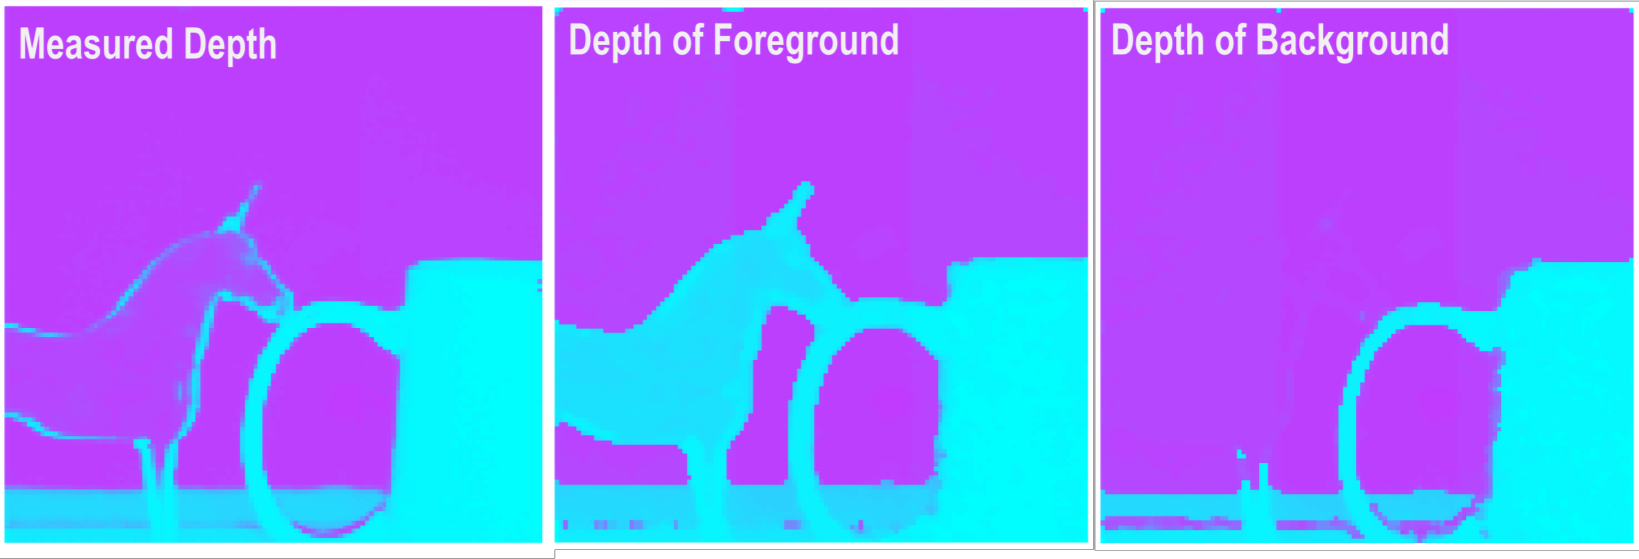 Measured Depth
Depth of Foreground
Depth of Background